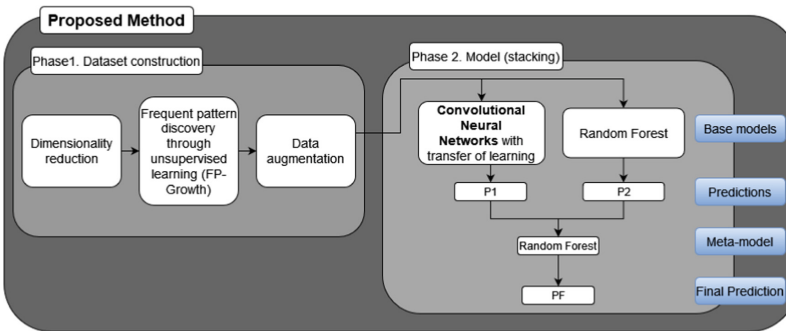 Proposed Method
Phase1. Dataset construction
Dimensionality
reduction
Frequent pattern
discovery
through
unsupervised
learning (FP-
Growth)
Data
augmentation
Phase 2. Model (stacking)
Convolutional
Neural
Networks with
transfer of learning
Random Forest
Base models
P1
P2
Predictions
Random Forest
Meta-model
PF
Final Prediction